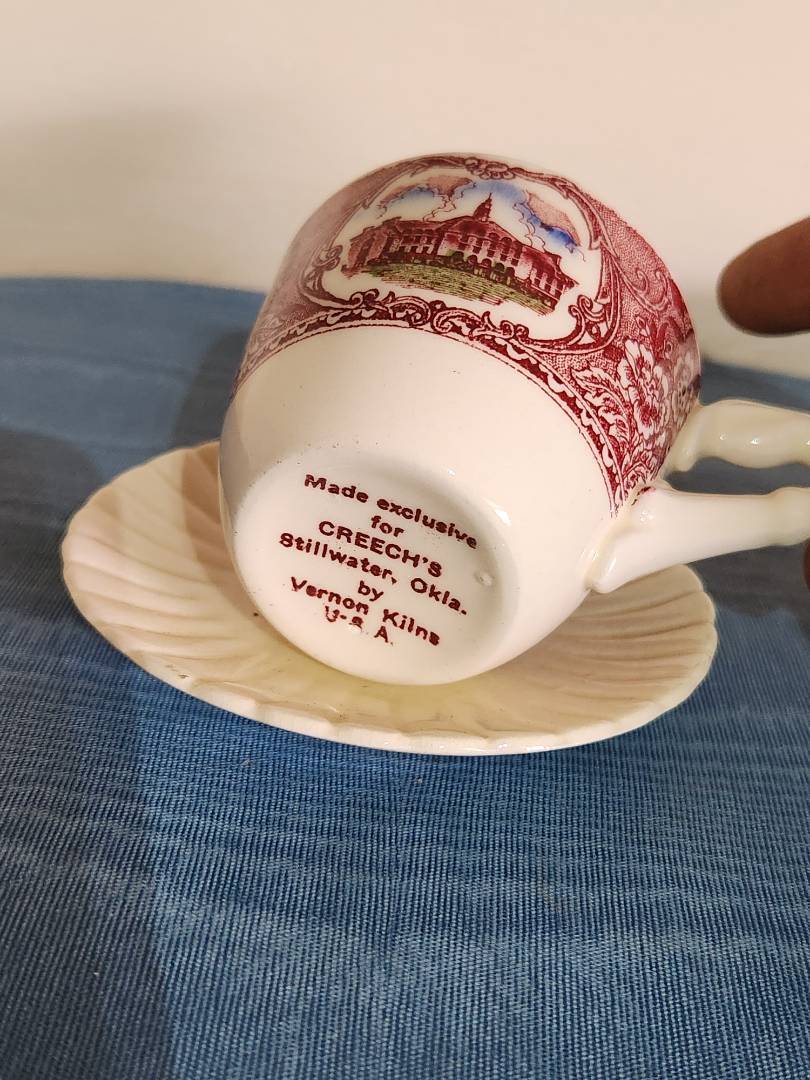 Made exclusive
for
CREECH'S
Stillwater, Okla.
by
Vernon Kilns
U-S A.